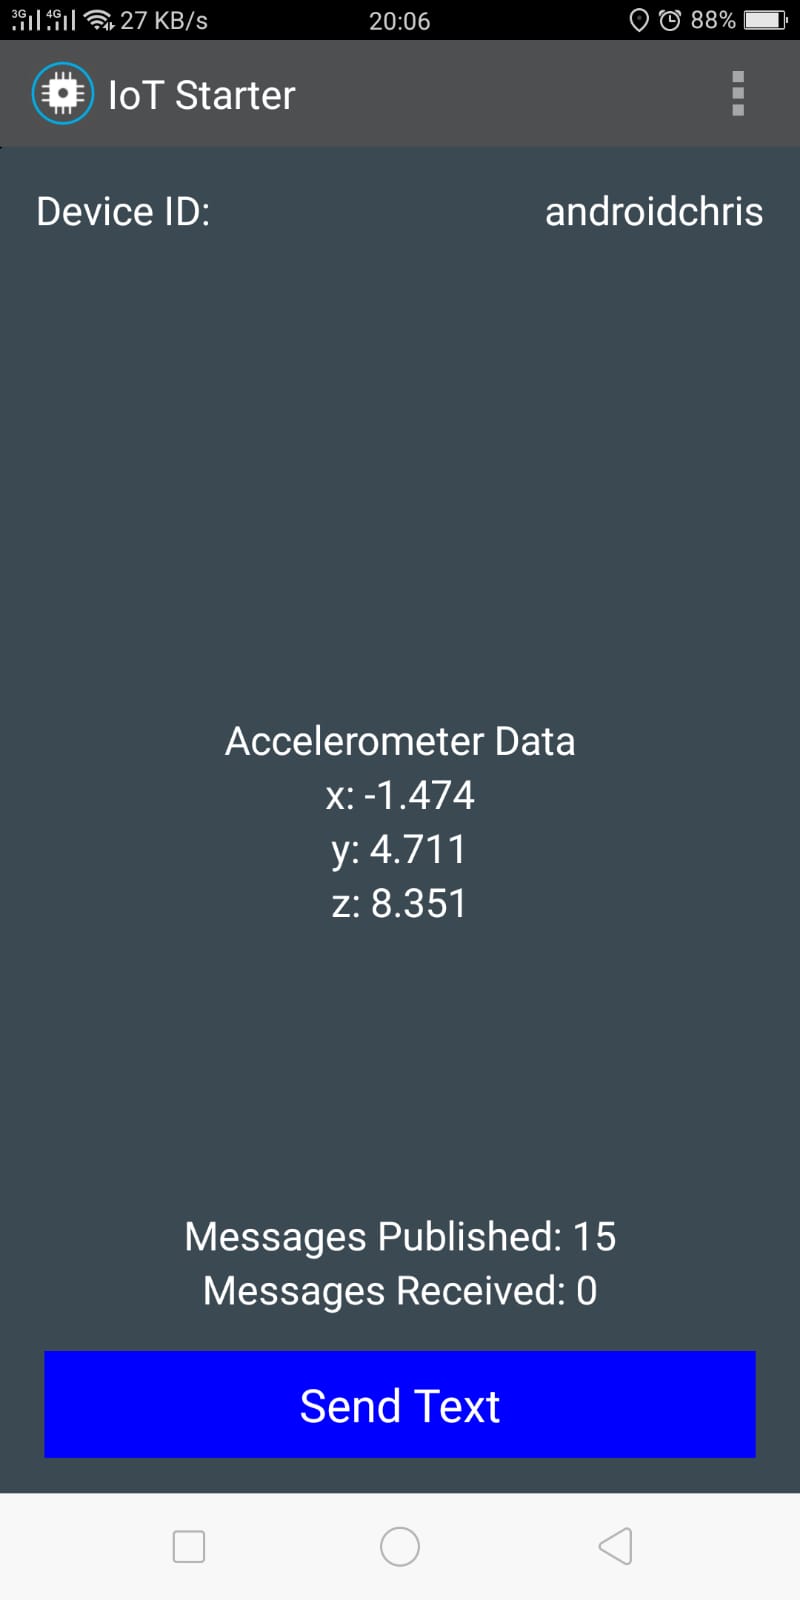 3G 4G 27 KB/s 20:06 88%
IoT Starter
Device ID: androidchris
Accelerometer Data
x: -1.474
y: 4.711
z: 8.351
Messages Published: 15
Messages Received: 0
Send Text